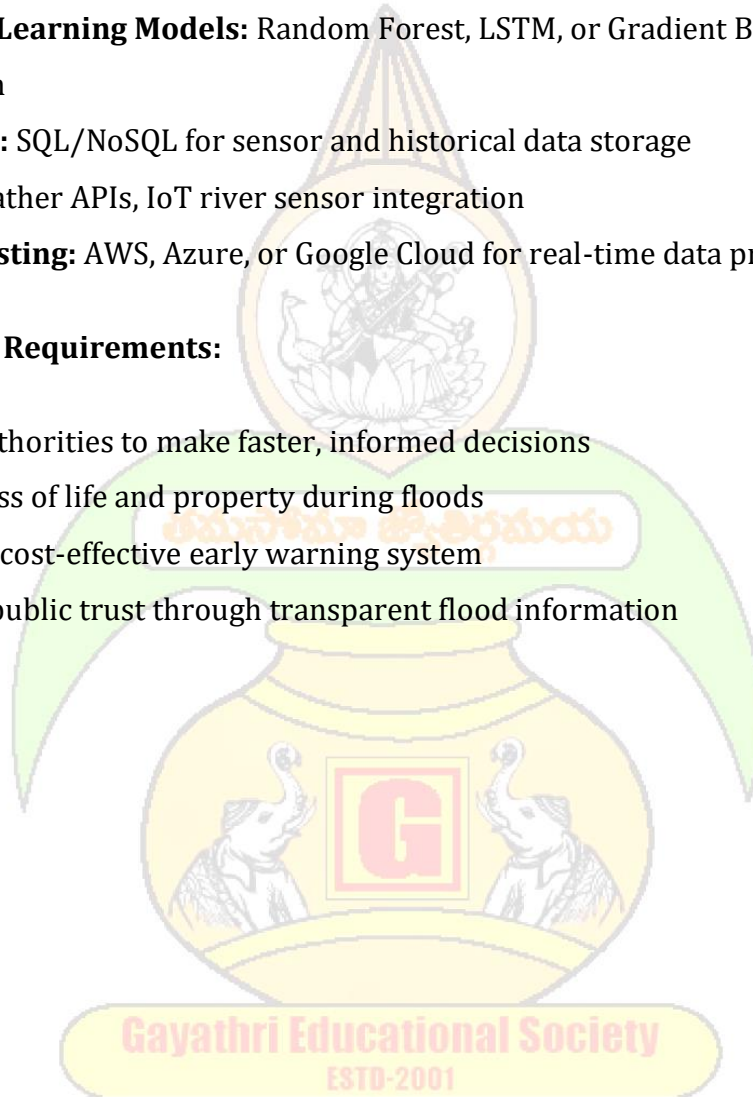 Learning Models: Random Forest, LSTM, or Gradient B
n
: SQL/NoSQL for sensor and historical data storage
ather APIs, IoT river sensor integration
sting: AWS, Azure, or Google Cloud for real-time data pr
Requirements:
thorities to make faster, informed decisions
ss of life and property during floods
తమసోమా జ్యోతిర్గమయ
cost-effective early warning system
public trust through transparent flood information
G
Gayathri Educational Society
ESTD-2001